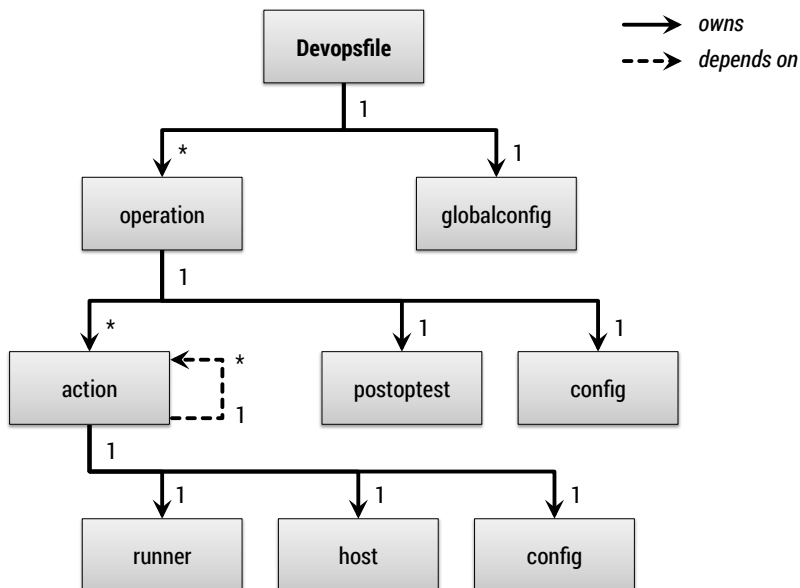 Devopsfile
owns
depends on
1
*
1
operation
globalconfig
1
*
1
1
action
*
1
postoptest
config
1
1
1
1
runner
host
config